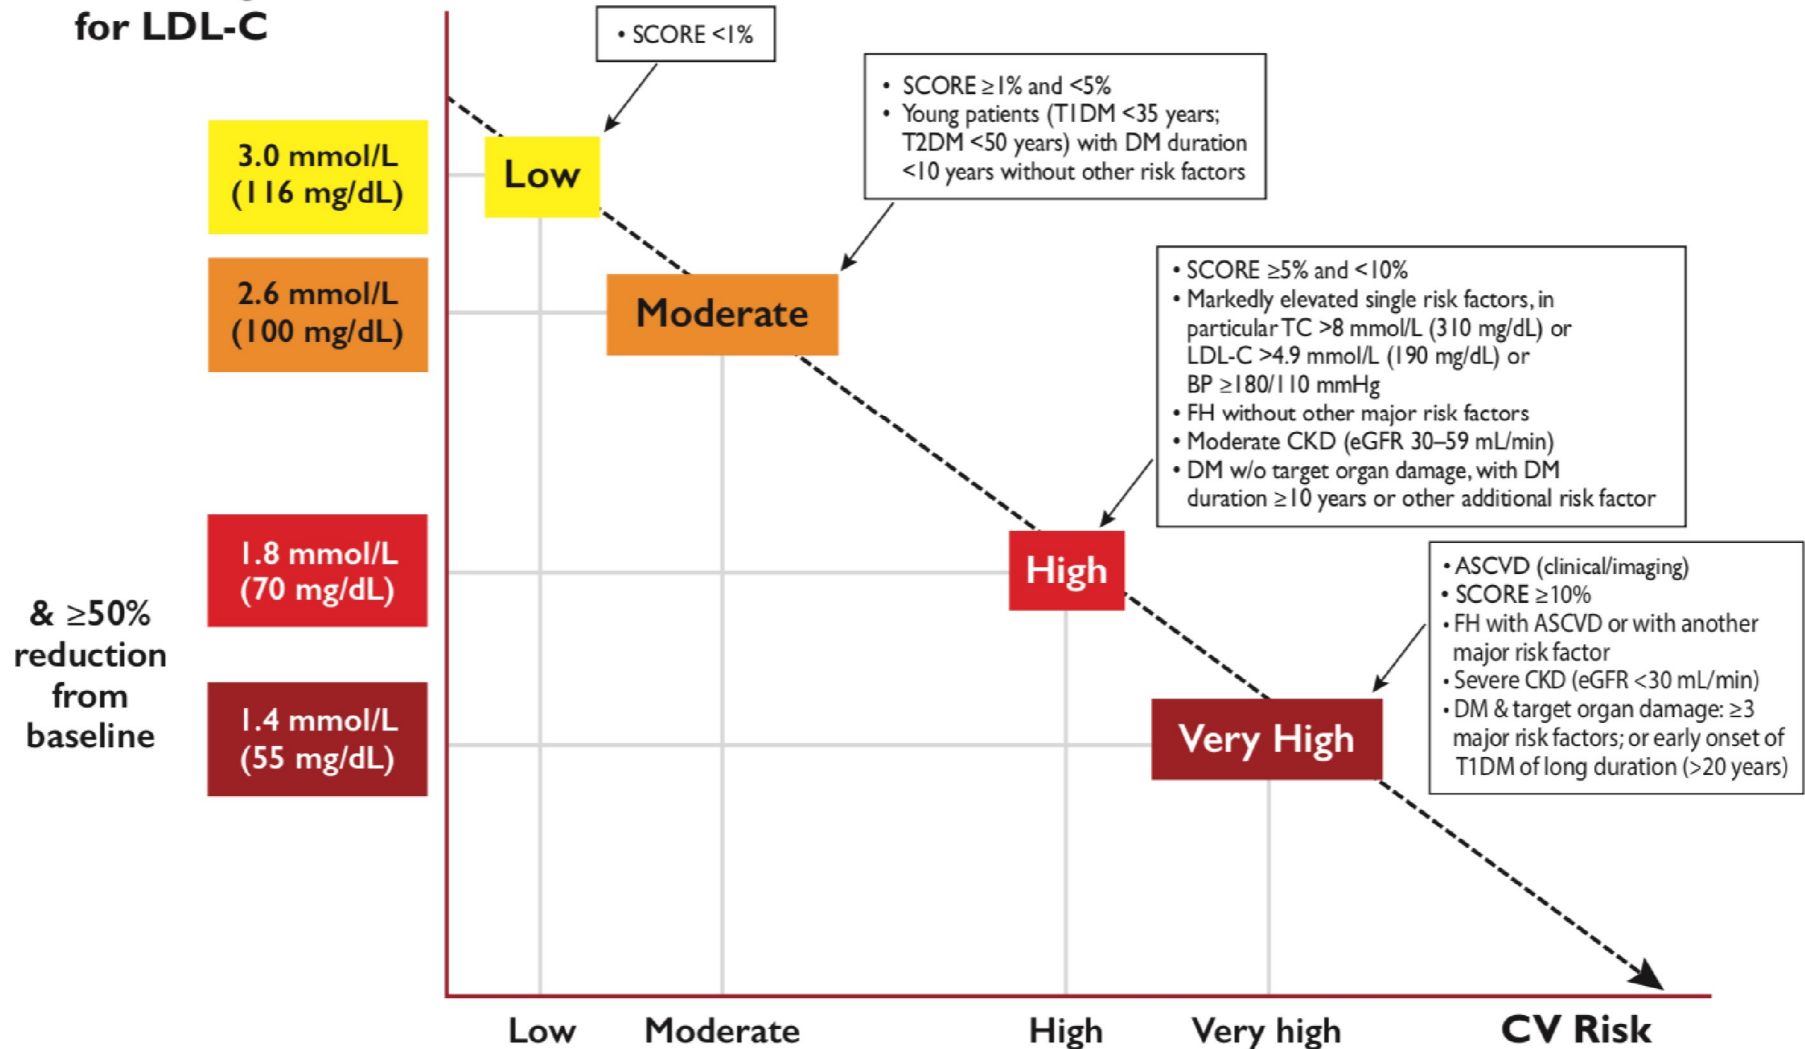 for LDL-C
• SCORE <1%
• SCORE ≥1% and <5%
• Young patients (T1DM <35 years;
T2DM <50 years) with DM duration
<10 years without other risk factors
3.0 mmol/L
(116 mg/dL)
Low
2.6 mmol/L
(100 mg/dL)
Moderate
• SCORE ≥5% and <10%
• Markedly elevated single risk factors, in
particular TC >8 mmol/L (310 mg/dL) or
LDL-C >4.9 mmol/L (190 mg/dL) or
BP ≥180/110 mmHg
• FH without other major risk factors
• Moderate CKD (eGFR 30–59 mL/min)
• DM w/o target organ damage, with DM
duration ≥10 years or other additional risk factor
1.8 mmol/L
(70 mg/dL)
High
• ASCVD (clinical/imaging)
• SCORE ≥10%
• FH with ASCVD or with another
major risk factor
• Severe CKD (eGFR <30 mL/min)
• DM & target organ damage: ≥3
major risk factors; or early onset of
T1DM of long duration (>20 years)
& ≥50%
reduction
from
baseline
1.4 mmol/L
(55 mg/dL)
Very High
Low
Moderate
High
Very high
CV Risk